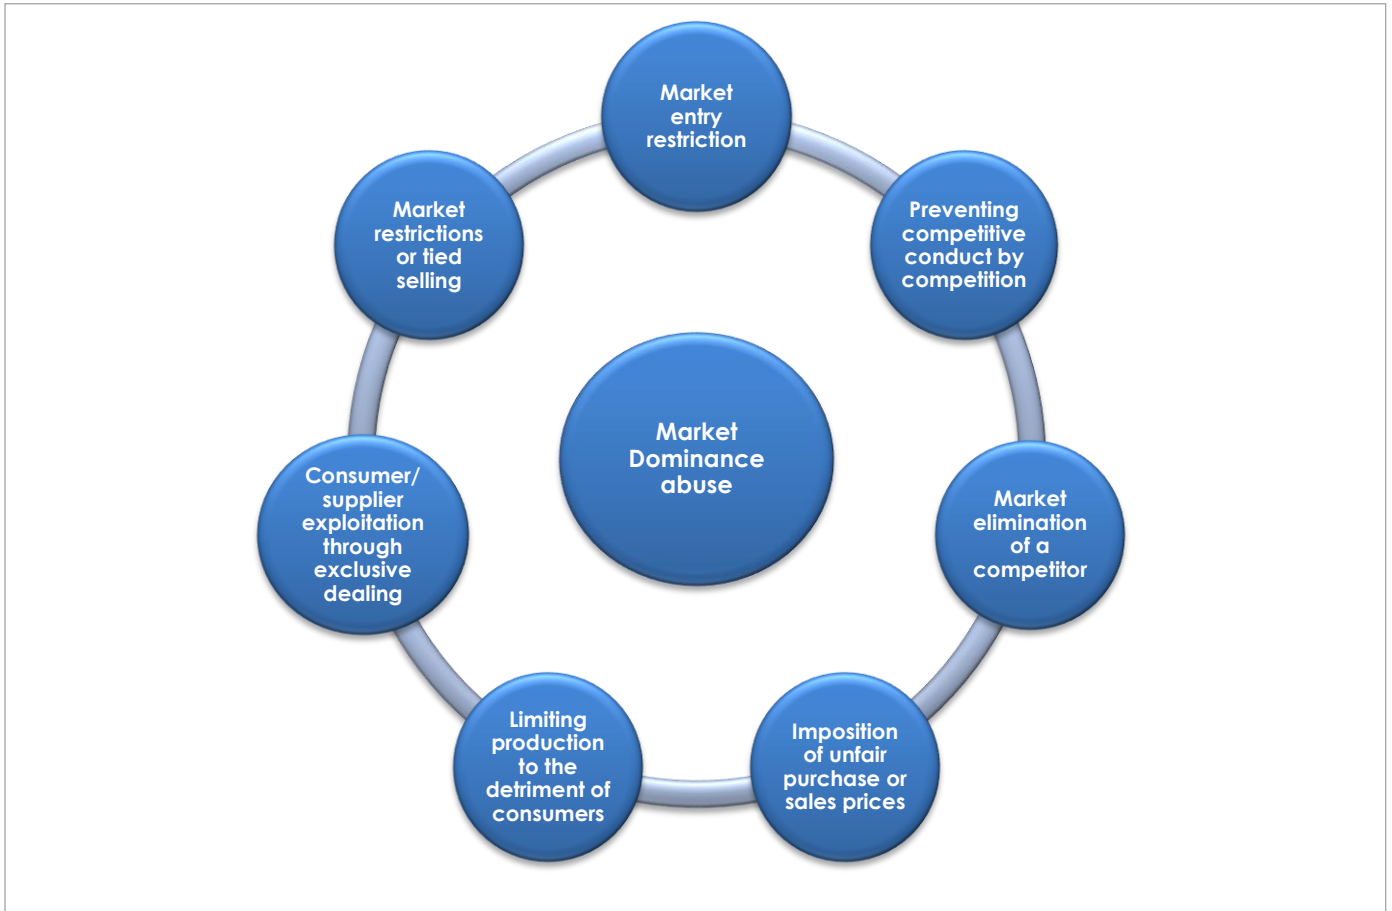 Market
entry
restriction
Preventing
competitive
conduct by
competition
Market
elimination
of a
competitor
Imposition
of unfair
purchase or
sales prices
Limiting
production
to the
detriment of
consumers
Consumer/
supplier
exploitation
through
exclusive
dealing
Market
restrictions
or tied
selling
Market
Dominance
abuse